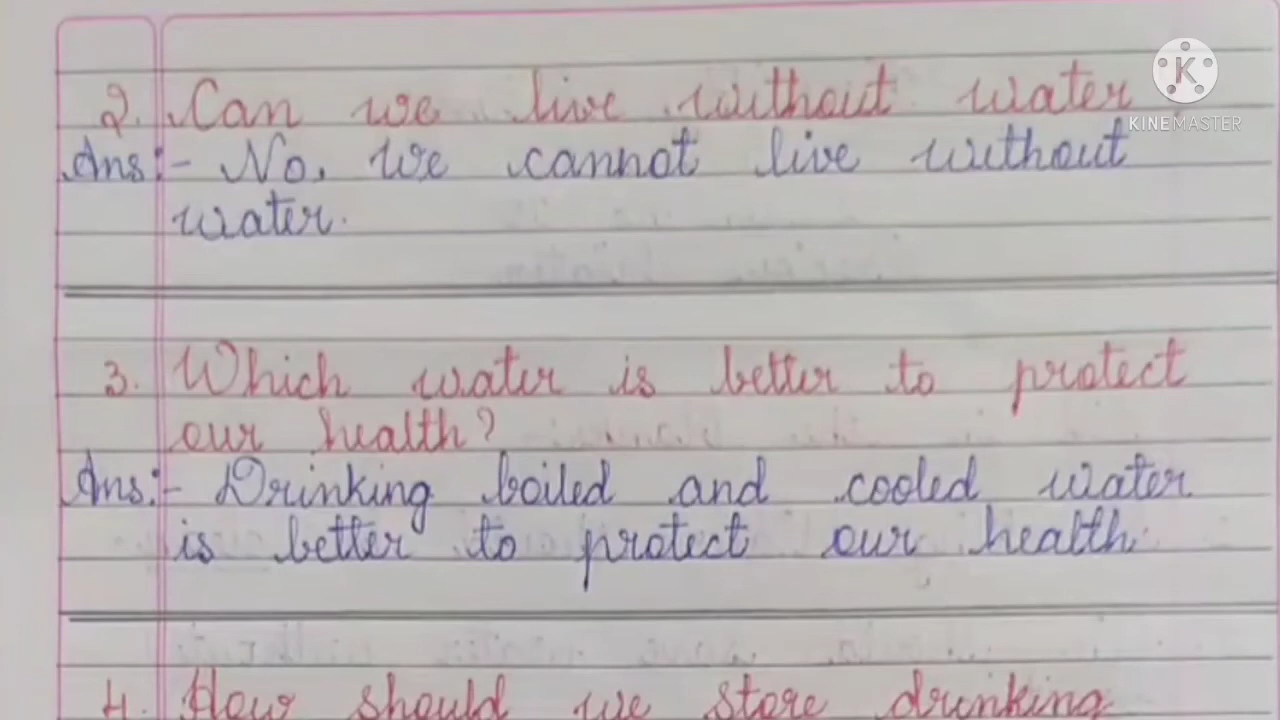 2. Can we live without water
Ans:- No, we cannot live without
water.
3. Which water is better to protect
our health?
Ans:- Drinking boiled and cooled water
is better to protect our health.
4. How should we store drinking
K
KINEMASTER